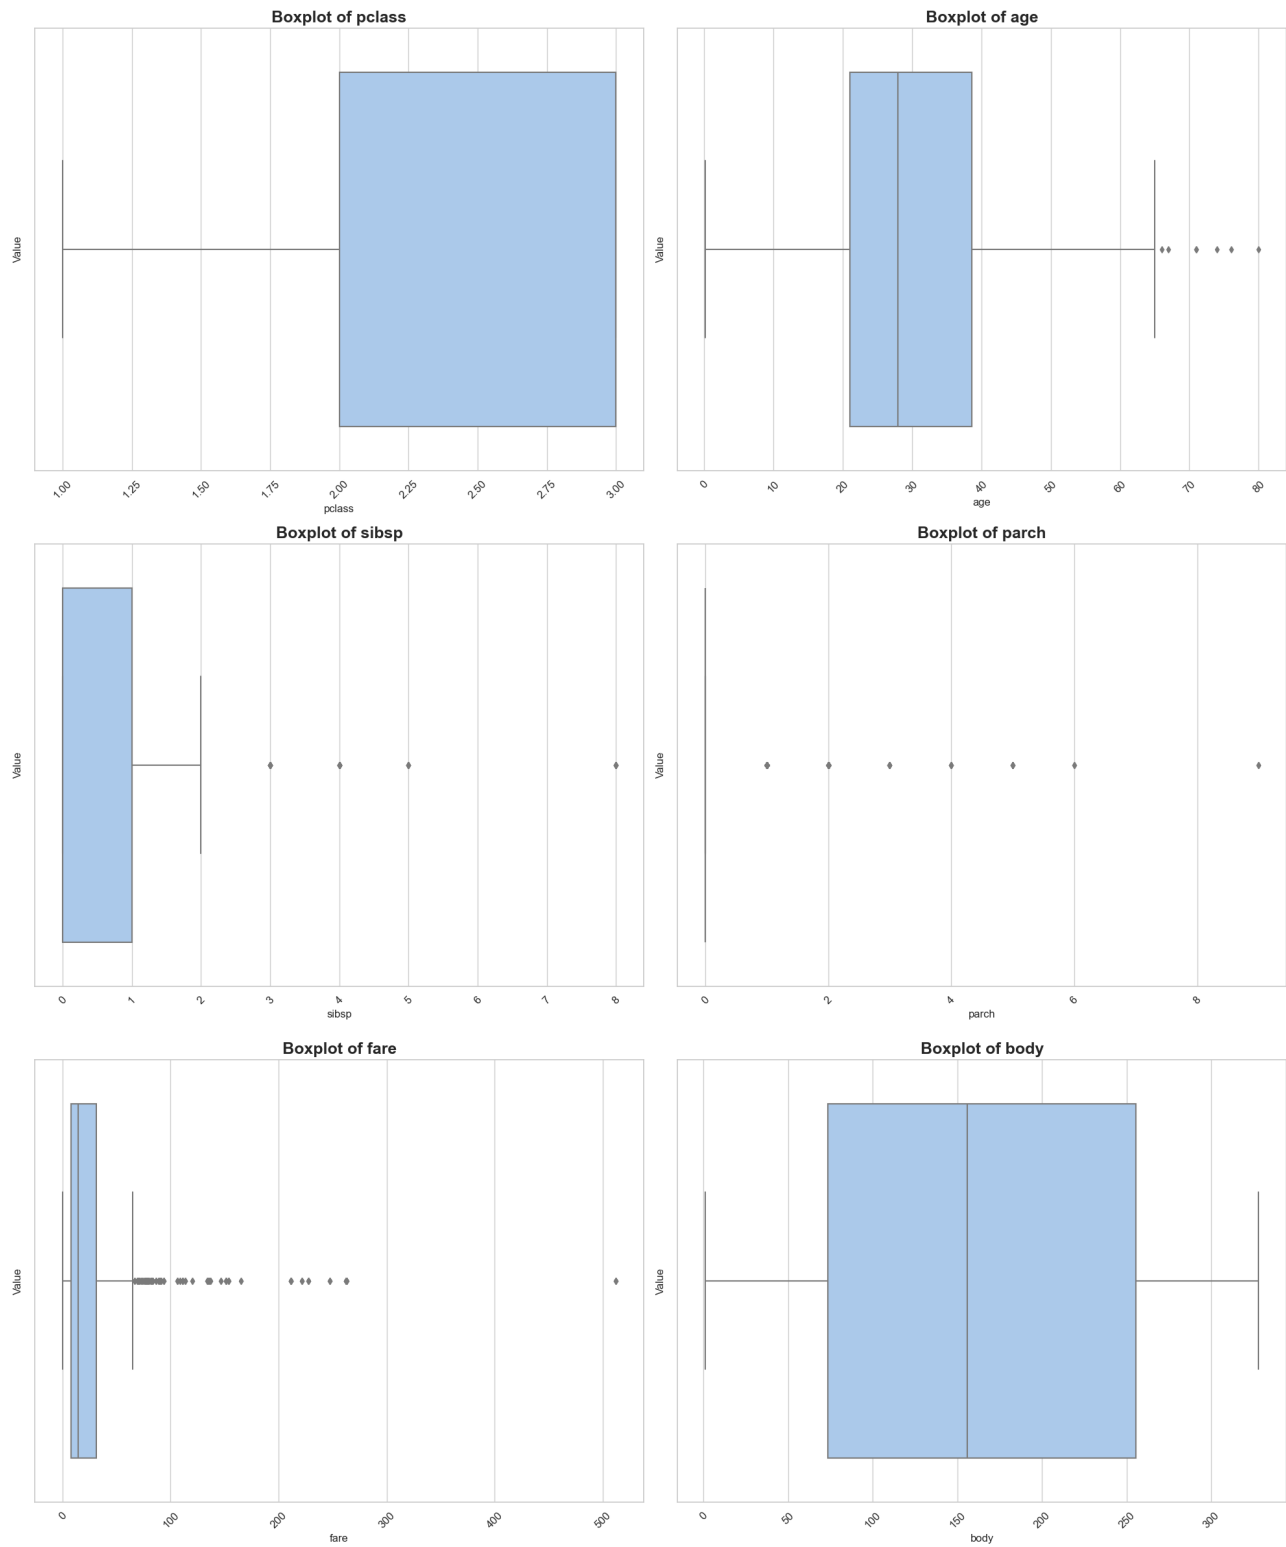 Boxplot of pclass
Value
1.00 1.25 1.50 1.75 2.00 2.25 2.50 2.75 3.00
pclass
Boxplot of age
Value
0 10 20 30 40 50 60 70 80
age
Boxplot of sibsp
Value
0 1 2 3 4 5 6 7 8
sibsp
Boxplot of parch
Value
0 2 4 6 8
parch
Boxplot of fare
Value
0 100 200 300 400 500
fare
Boxplot of body
Value
0 50 100 150 200 250 300
body